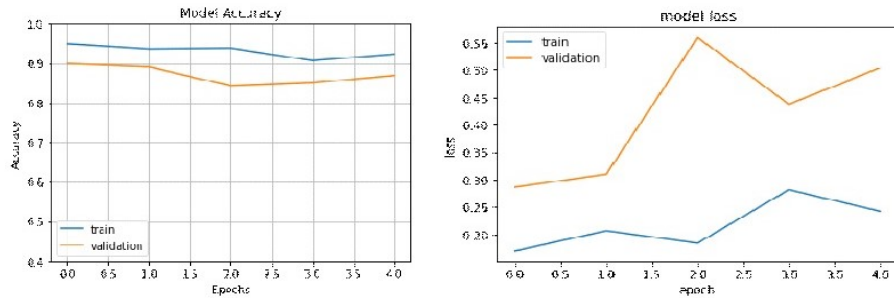 Model Accuracy
1.0
0.9
0.8
0.7
0.6
0.5
0.4
Accuracy
train
validation
0.0 0.5 1.0 1.5 2.0 2.5 3.0 3.5 4.0
Epochs
model loss
0.55
0.50
0.45
0.40
0.35
0.30
0.25
0.20
loss
train
validation
0.0 0.5 1.0 1.5 2.0 2.5 3.0 3.5 4.0
epoch